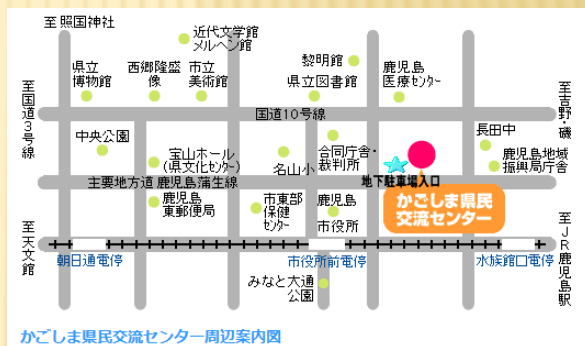 至照国神社
近代文学館
メルヘン館
黎明館
県立
博物館
西郷隆盛
像
市立
美術館
県立図書館
鹿児島
医療センター
至国道3号線
至吉野・磯
国道10号線
中央公園
宝山ホール
(県文化センター)
名山小
合同庁舎・
裁判所
長田中
鹿児島地域
振興局庁舎
地下駐車場入口
主要地方道 鹿児島蒲生線
かごしま県民
交流センター
鹿児島
東郵便局
市東部
保健
センター
鹿児島
市役所
至天文館
至JR鹿児島駅
朝日通電停
市役所前電停
水族館口電停
みなと大通
公園
かごしま県民交流センター周辺案内図